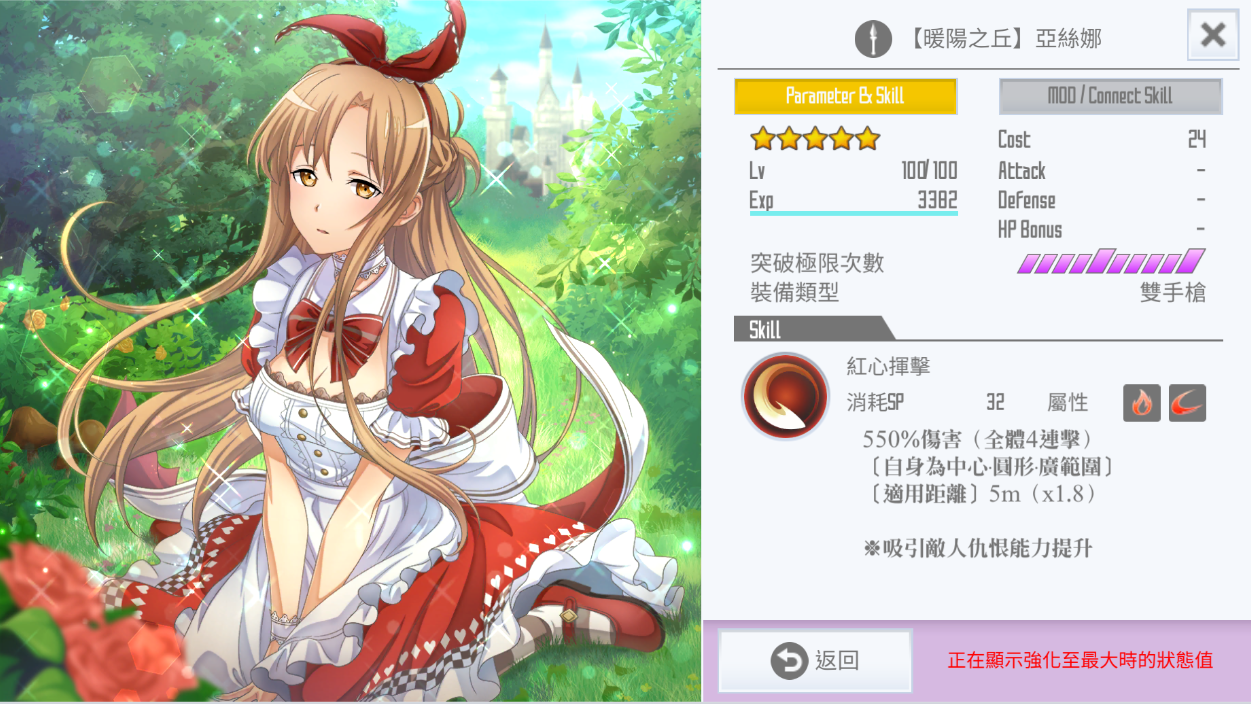 【暖陽之丘】亞絲娜
Parameter & Skill
MOD / Connect Skill
Cost 24
Lv 100/100
Attack -
Exp 3382
Defense -
HP Bonus -
突破極限次數
裝備類型 雙手槍
Skill
紅心揮擊
消耗SP 32 屬性
550%傷害（全體4連擊）
〔自身為中心·圓形·廣範圍〕
〔適用距離〕5m（x1.8）
※吸引敵人仇恨能力提升
返回
正在顯示強化至最大時的狀態值